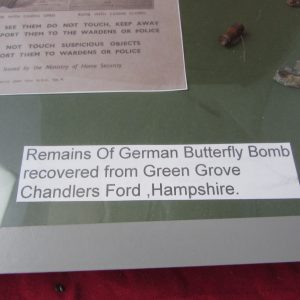 SEE THEM DO NOT TOUCH, KEEP AWAY
PORT THEM TO THE WARDENS OR POLICE
NOT TOUCH SUSPICIOUS OBJECTS
PORT THEM TO WARDENS OR POLICE
Issued by the Ministry of Home Security
Remains Of German Butterfly Bomb
recovered from Green Grove
Chandlers Ford ,Hampshire.